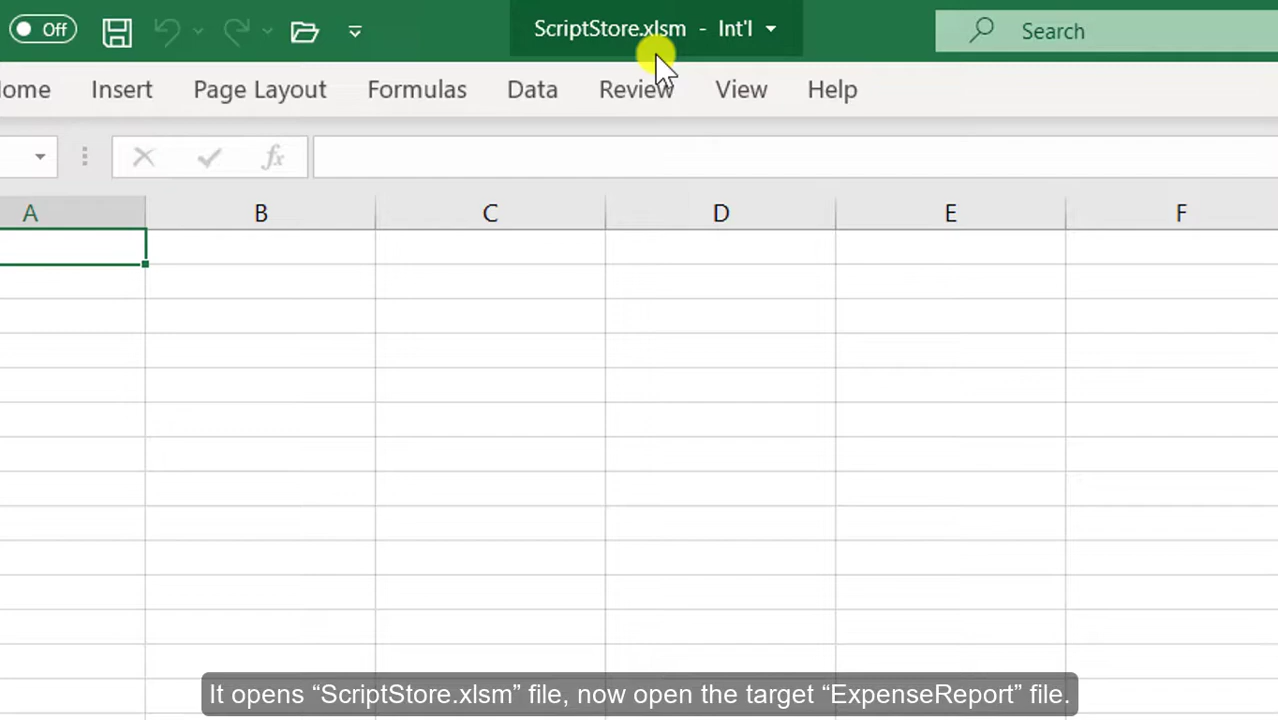 Off
ScriptStore.xlsm - Int'l
Search
Insert Page Layout Formulas Data Review View Help
fx
A B C D E F
It opens “ScriptStore.xlsm” file, now open the target “ExpenseReport” file.